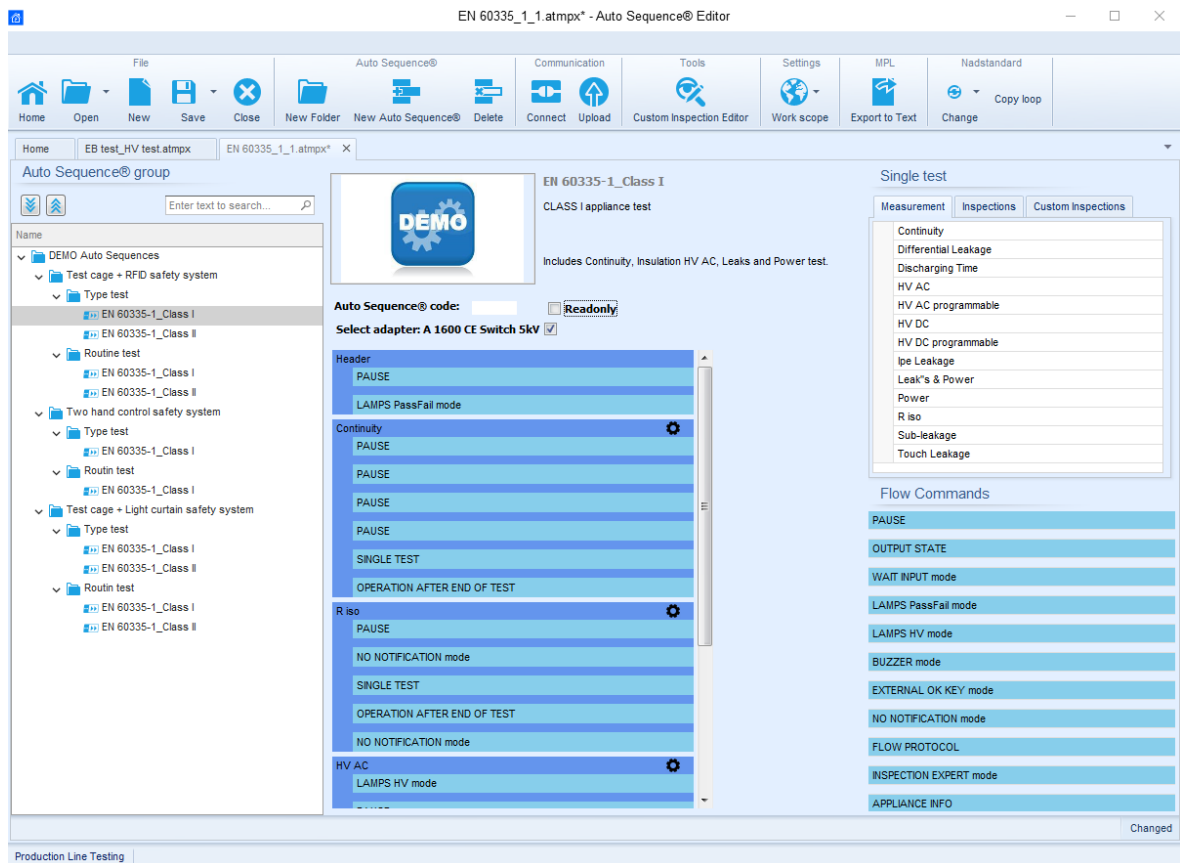 EN 60335_1_1.atmpx* - Auto Sequence® Editor
File
Auto Sequence®
Communication
Tools
Settings
MPL
Nadstandard
Home
Open
New
Save
Close
New Folder
New Auto Sequence®
Delete
Connect
Upload
Custom Inspection Editor
Work scope
Export to Text
Change
Copy loop
Home
EB test_HV test.atmpx
EN 60335_1_1.atmpx*
Auto Sequence® group
Enter text to search...
Name
DEMO Auto Sequences
Test cage + RFID safety system
Type test
EN 60335-1_Class I
EN 60335-1_Class II
Routine test
EN 60335-1_Class I
EN 60335-1_Class II
Two hand control safety system
Type test
EN 60335-1_Class I
Routin test
EN 60335-1_Class I
Test cage + Light curtain safety system
Type test
EN 60335-1_Class I
EN 60335-1_Class II
Routin test
EN 60335-1_Class I
EN 60335-1_Class II
DEMO
EN 60335-1_Class I
CLASS I appliance test
Includes Continuity, Insulation HV AC, Leaks and Power test.
Auto Sequence® code:
Readonly
Select adapter: A 1600 CE Switch 5kV
Header
PAUSE
LAMPS PassFail mode
Continuity
PAUSE
PAUSE
PAUSE
PAUSE
SINGLE TEST
OPERATION AFTER END OF TEST
R iso
PAUSE
NO NOTIFICATION mode
SINGLE TEST
OPERATION AFTER END OF TEST
NO NOTIFICATION mode
HV AC
LAMPS HV mode
Single test
Measurement
Inspections
Custom Inspections
Continuity
Differential Leakage
Discharging Time
HV AC
HV AC programmable
HV DC
HV DC programmable
Ipe Leakage
Leak"s & Power
Power
R iso
Sub-leakage
Touch Leakage
Flow Commands
PAUSE
OUTPUT STATE
WAIT INPUT mode
LAMPS PassFail mode
LAMPS HV mode
BUZZER mode
EXTERNAL OK KEY mode
NO NOTIFICATION mode
FLOW PROTOCOL
INSPECTION EXPERT mode
APPLIANCE INFO
Changed
Production Line Testing